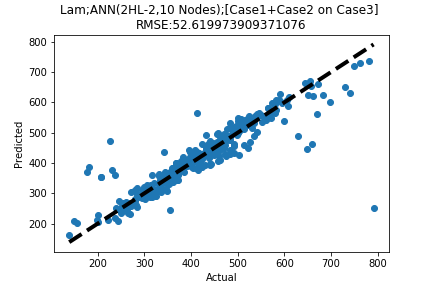 Lam;ANN(2HL-2,10 Nodes);[Case1+Case2 on Case3]
RMSE:52.619973909371076
800
700
600
500
400
300
200
Predicted
200 300 400 500 600 700 800
Actual